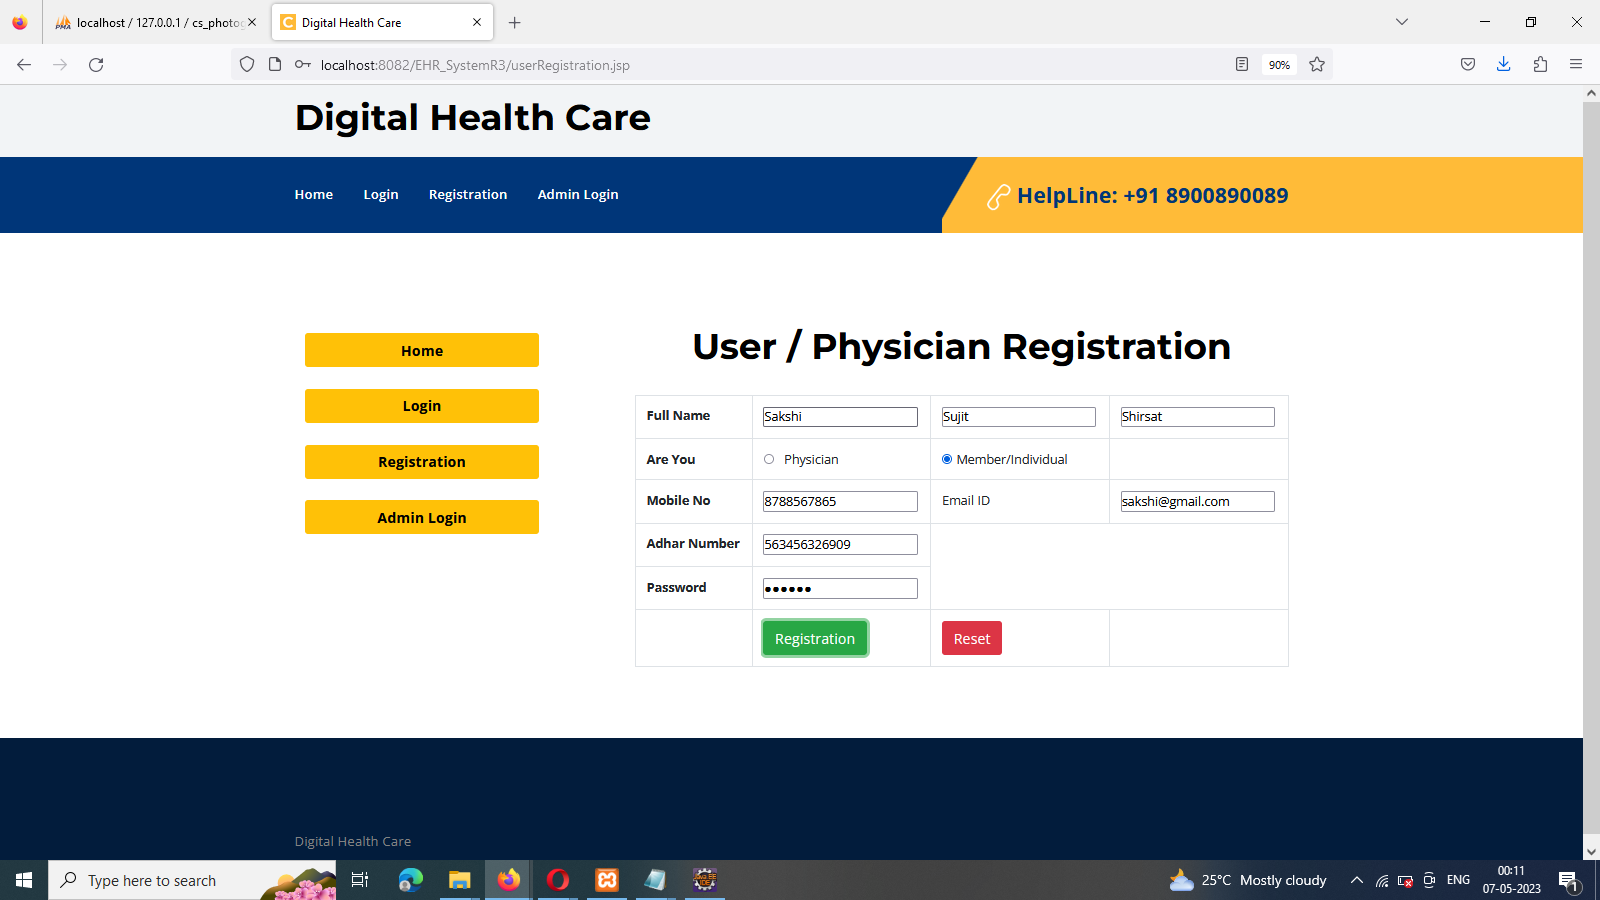 localhost / 127.0.0.1 / cs_photog
Digital Health Care
localhost:8082/EHR_SystemR3/userRegistration.jsp
90%
Digital Health Care
Home Login Registration Admin Login
HelpLine: +91 8900890089
Home
Login
Registration
Admin Login
User / Physician Registration
Full Name Sakshi Sujit Shirsat
Are You Physician Member/Individual
Mobile No 8788567865 Email ID sakshi@gmail.com
Adhar Number 563456326909
Password ••••••
Registration Reset
Digital Health Care
Type here to search
25°C Mostly cloudy
ENG
00:11
07-05-2023
1